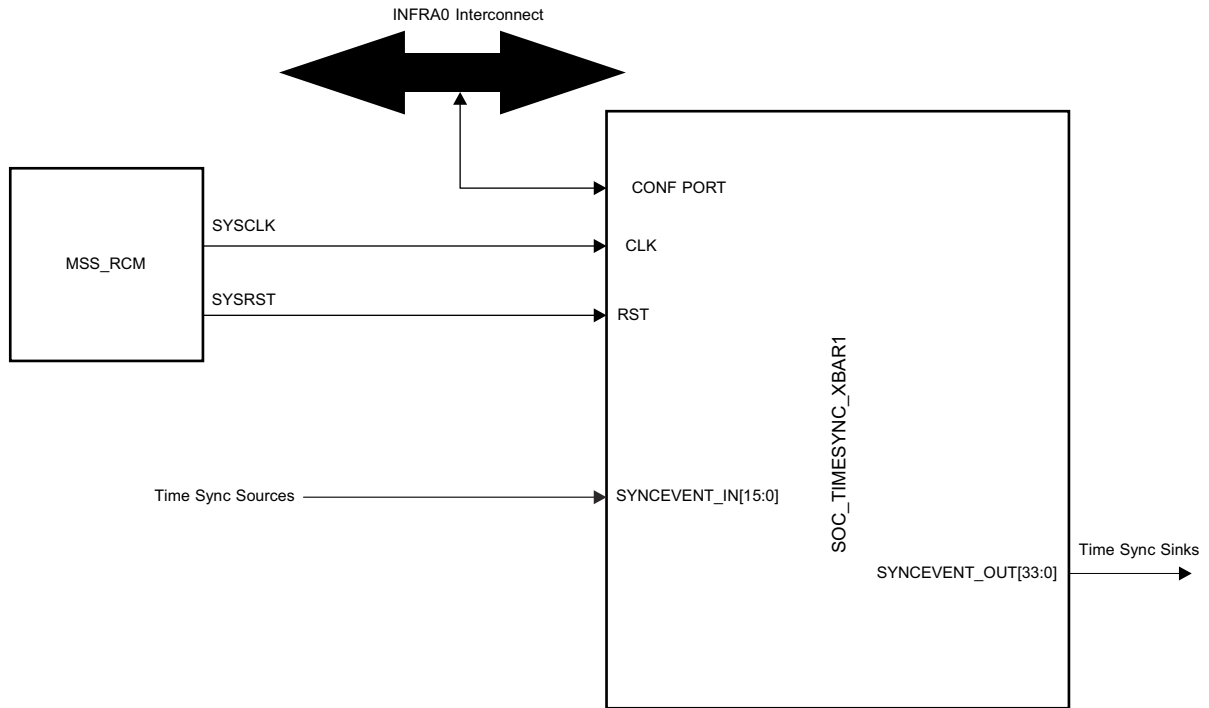 INFRA0 Interconnect
CONF PORT
SYSCLK
CLK
MSS_RCM
SYSRST
RST
SOC_TIMESYNC_XBAR1
Time Sync Sources
SYNCEVENT_IN[15:0]
Time Sync Sinks
SYNCEVENT_OUT[33:0]